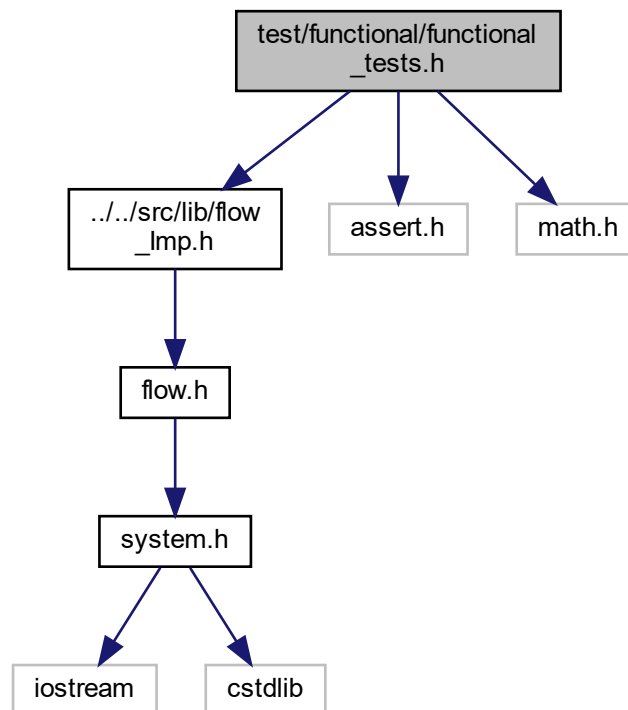 test/functional/functional
_tests.h
../../src/lib/flow
_Imp.h
assert.h
math.h
flow.h
system.h
iostream
cstdlib